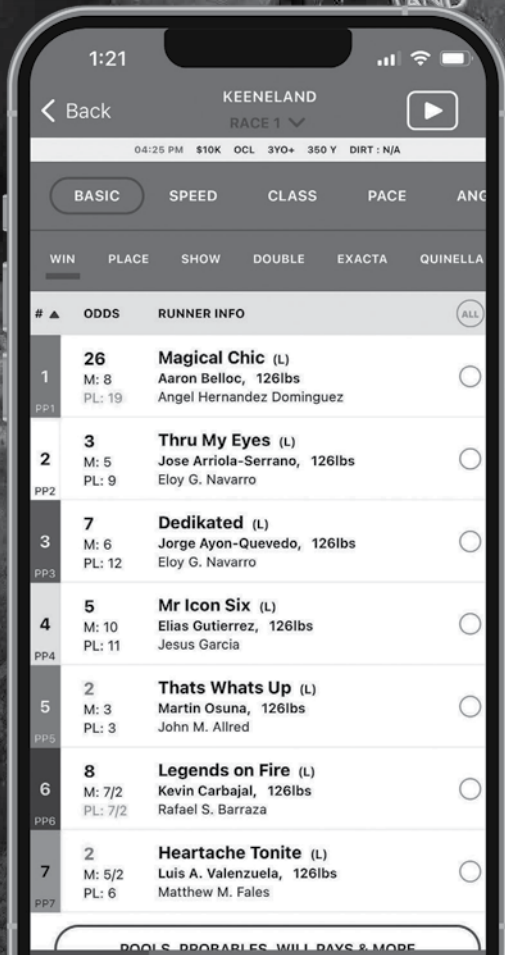 1:21
Back
KEENELAND
RACE 1
04:25 PM $10K OCL 3YO+ 350 Y DIRT : N/A
BASIC SPEED CLASS PACE ANG
WIN PLACE SHOW DOUBLE EXACTA QUINELLA
# ODDS RUNNER INFO ALL
1 PP1
26
M: 8
PL: 19
Magical Chic (L)
Aaron Belloc, 126lbs
Angel Hernandez Dominguez
2 PP2
3
M: 5
PL: 9
Thru My Eyes (L)
Jose Arriola-Serrano, 126lbs
Eloy G. Navarro
3 PP3
7
M: 6
PL: 12
Dedikated (L)
Jorge Ayon-Quevedo, 126lbs
Eloy G. Navarro
4 PP4
5
M: 10
PL: 11
Mr Icon Six (L)
Elias Gutierrez, 126lbs
Jesus Garcia
5 PP5
2
M: 3
PL: 3
Thats Whats Up (L)
Martin Osuna, 126lbs
John M. Allred
6 PP6
8
M: 7/2
PL: 7/2
Legends on Fire (L)
Kevin Carbajal, 126lbs
Rafael S. Barraza
7 PP7
2
M: 5/2
PL: 6
Heartache Tonite (L)
Luis A. Valenzuela, 126lbs
Matthew M. Fales
POOLS, PROBABLES, WILL PAYS & MORE